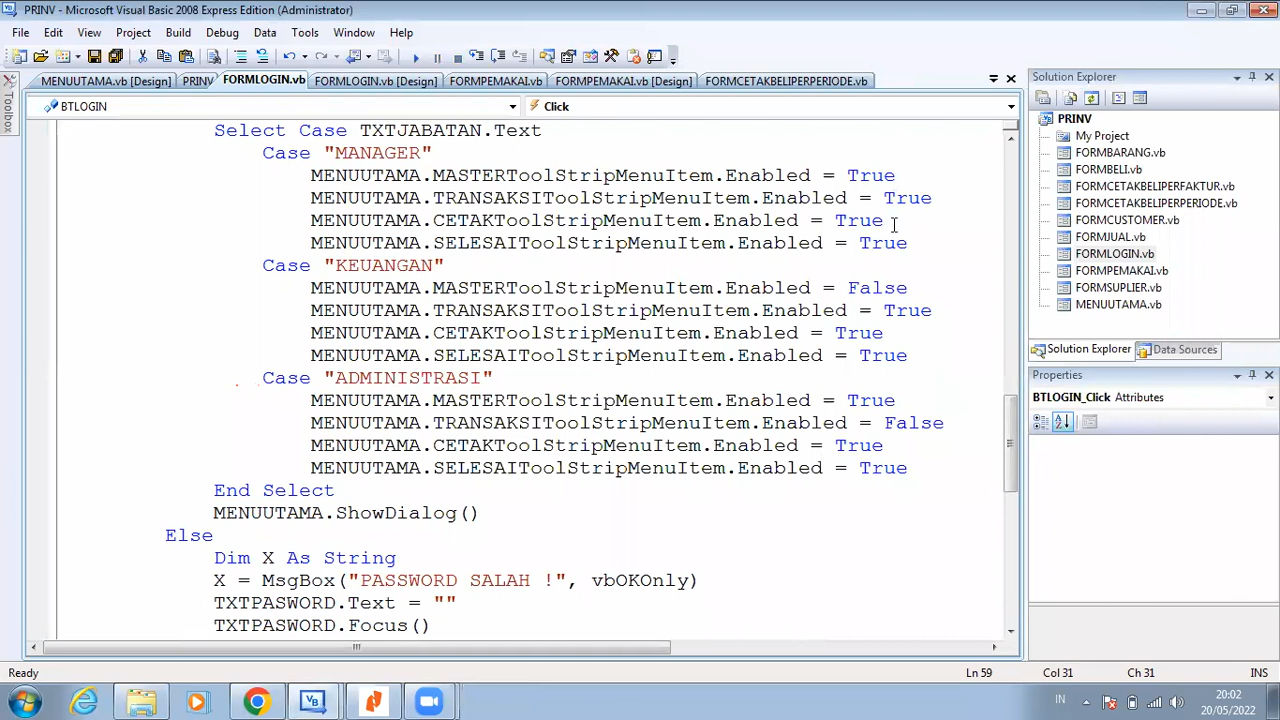 PRINV - Microsoft Visual Basic 2008 Express Edition (Administrator)
File Edit View Project Build Debug Data Tools Window Help
MENUUTAMA.vb [Design] PRINV FORMLOGIN.vb FORMLOGIN.vb [Design] FORMPEMAKAI.vb FORMPEMAKAI.vb [Design] FORMCETAKBELIPERPERIODE.vb
Toolbox
BTLOGIN Click
Select Case TXTJABATAN.Text
Case "MANAGER"
MENUUTAMA.MASTERToolStripMenuItem.Enabled = True
MENUUTAMA.TRANSAKSIToolStripMenuItem.Enabled = True
MENUUTAMA.CETAKToolStripMenuItem.Enabled = True
MENUUTAMA.SELESAIToolStripMenuItem.Enabled = True
Case "KEUANGAN"
MENUUTAMA.MASTERToolStripMenuItem.Enabled = False
MENUUTAMA.TRANSAKSIToolStripMenuItem.Enabled = True
MENUUTAMA.CETAKToolStripMenuItem.Enabled = True
MENUUTAMA.SELESAIToolStripMenuItem.Enabled = True
Case "ADMINISTRASI"
MENUUTAMA.MASTERToolStripMenuItem.Enabled = True
MENUUTAMA.TRANSAKSIToolStripMenuItem.Enabled = False
MENUUTAMA.CETAKToolStripMenuItem.Enabled = True
MENUUTAMA.SELESAIToolStripMenuItem.Enabled = True
End Select
MENUUTAMA.ShowDialog()
Else
Dim X As String
X = MsgBox("PASSWORD SALAH !", vbOKOnly)
TXTPASWORD.Text = ""
TXTPASWORD.Focus()
Solution Explorer
PRINV
My Project
FORMBARANG.vb
FORMBELI.vb
FORMCETAKBELIPERFAKTUR.vb
FORMCETAKBELIPERPERIODE.vb
FORMCUSTOMER.vb
FORMJUAL.vb
FORMLOGIN.vb
FORMPEMAKAI.vb
FORMSUPLIER.vb
MENUUTAMA.vb
Solution Explorer Data Sources
Properties
BTLOGIN_Click Attributes
Ready Ln 59 Col 31 Ch 31 INS
IN 20:02
20/05/2022